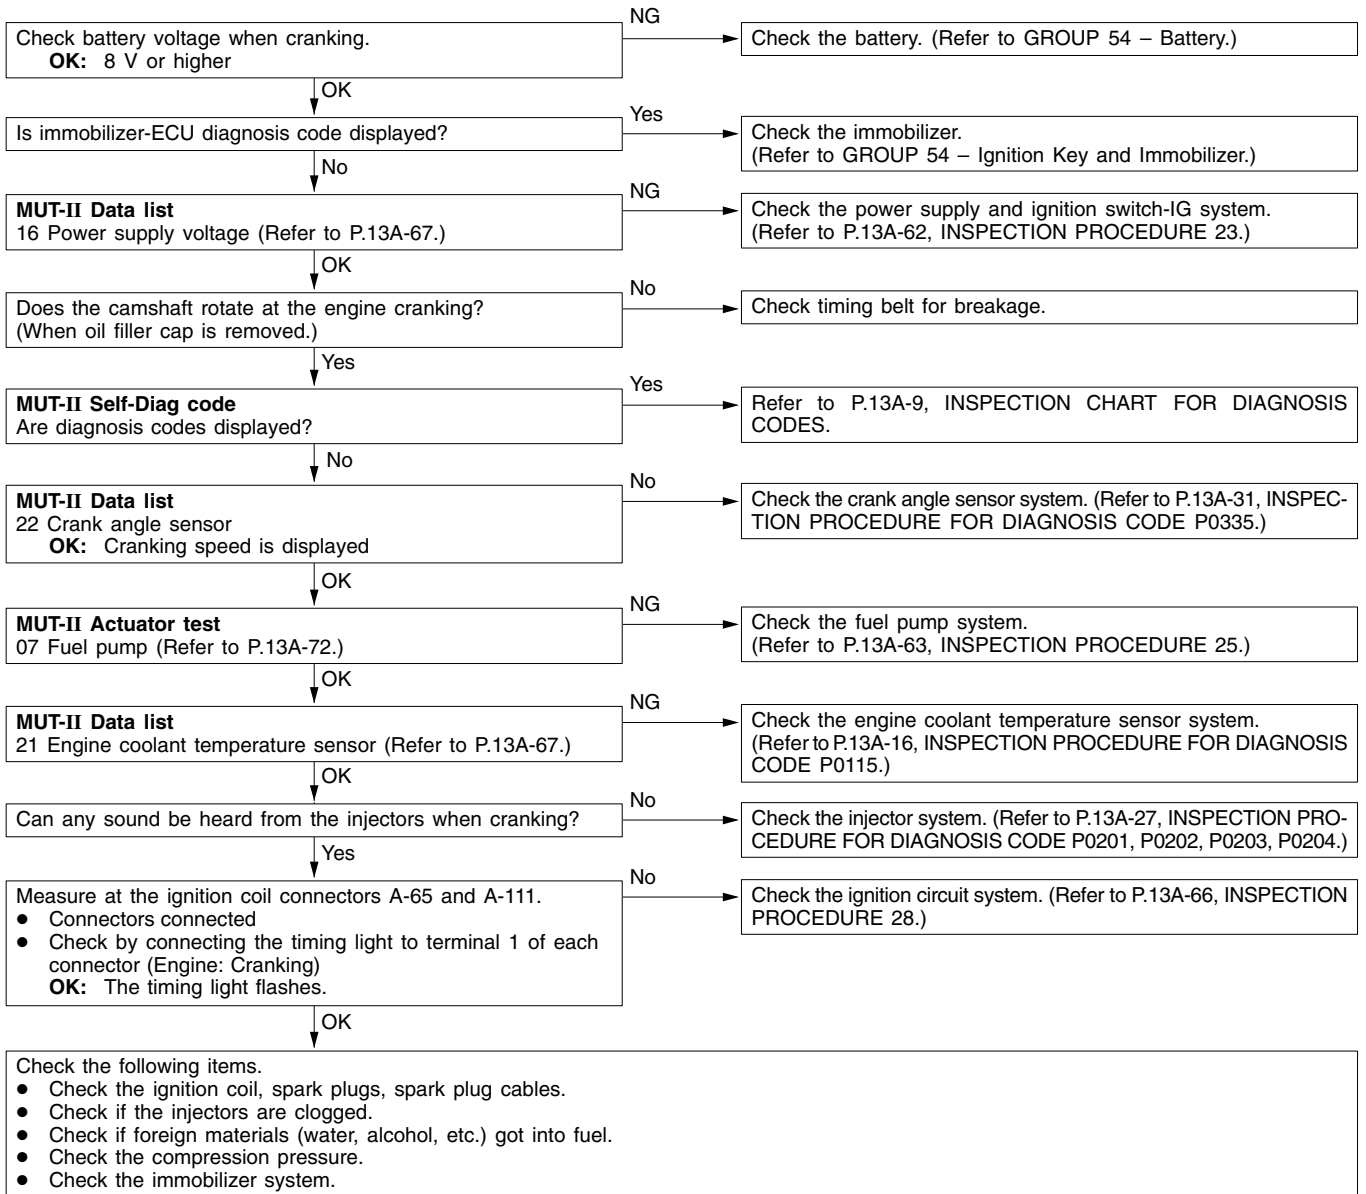 NG
Check battery voltage when cranking.
OK: 8 V or higher
Check the battery. (Refer to GROUP 54 – Battery.)
OK
Yes
Is immobilizer-ECU diagnosis code displayed?
Check the immobilizer.
(Refer to GROUP 54 – Ignition Key and Immobilizer.)
No
NG
MUT-II Data list
16 Power supply voltage (Refer to P.13A-67.)
Check the power supply and ignition switch-IG system.
(Refer to P.13A-62, INSPECTION PROCEDURE 23.)
OK
No
Does the camshaft rotate at the engine cranking?
(When oil filler cap is removed.)
Check timing belt for breakage.
Yes
Yes
MUT-II Self-Diag code
Are diagnosis codes displayed?
Refer to P.13A-9, INSPECTION CHART FOR DIAGNOSIS
CODES.
No
No
MUT-II Data list
22 Crank angle sensor
OK: Cranking speed is displayed
Check the crank angle sensor system. (Refer to P.13A-31, INSPEC-
TION PROCEDURE FOR DIAGNOSIS CODE P0335.)
OK
NG
MUT-II Actuator test
07 Fuel pump (Refer to P.13A-72.)
Check the fuel pump system.
(Refer to P.13A-63, INSPECTION PROCEDURE 25.)
OK
NG
MUT-II Data list
21 Engine coolant temperature sensor (Refer to P.13A-67.)
Check the engine coolant temperature sensor system.
(Refer to P.13A-16, INSPECTION PROCEDURE FOR DIAGNOSIS
CODE P0115.)
OK
No
Can any sound be heard from the injectors when cranking?
Check the injector system. (Refer to P.13A-27, INSPECTION PRO-
CEDURE FOR DIAGNOSIS CODE P0201, P0202, P0203, P0204.)
Yes
No
Measure at the ignition coil connectors A-65 and A-111.
● Connectors connected
● Check by connecting the timing light to terminal 1 of each
connector (Engine: Cranking)
OK: The timing light flashes.
Check the ignition circuit system. (Refer to P.13A-66, INSPECTION
PROCEDURE 28.)
OK
Check the following items.
● Check the ignition coil, spark plugs, spark plug cables.
● Check if the injectors are clogged.
● Check if foreign materials (water, alcohol, etc.) got into fuel.
● Check the compression pressure.
● Check the immobilizer system.